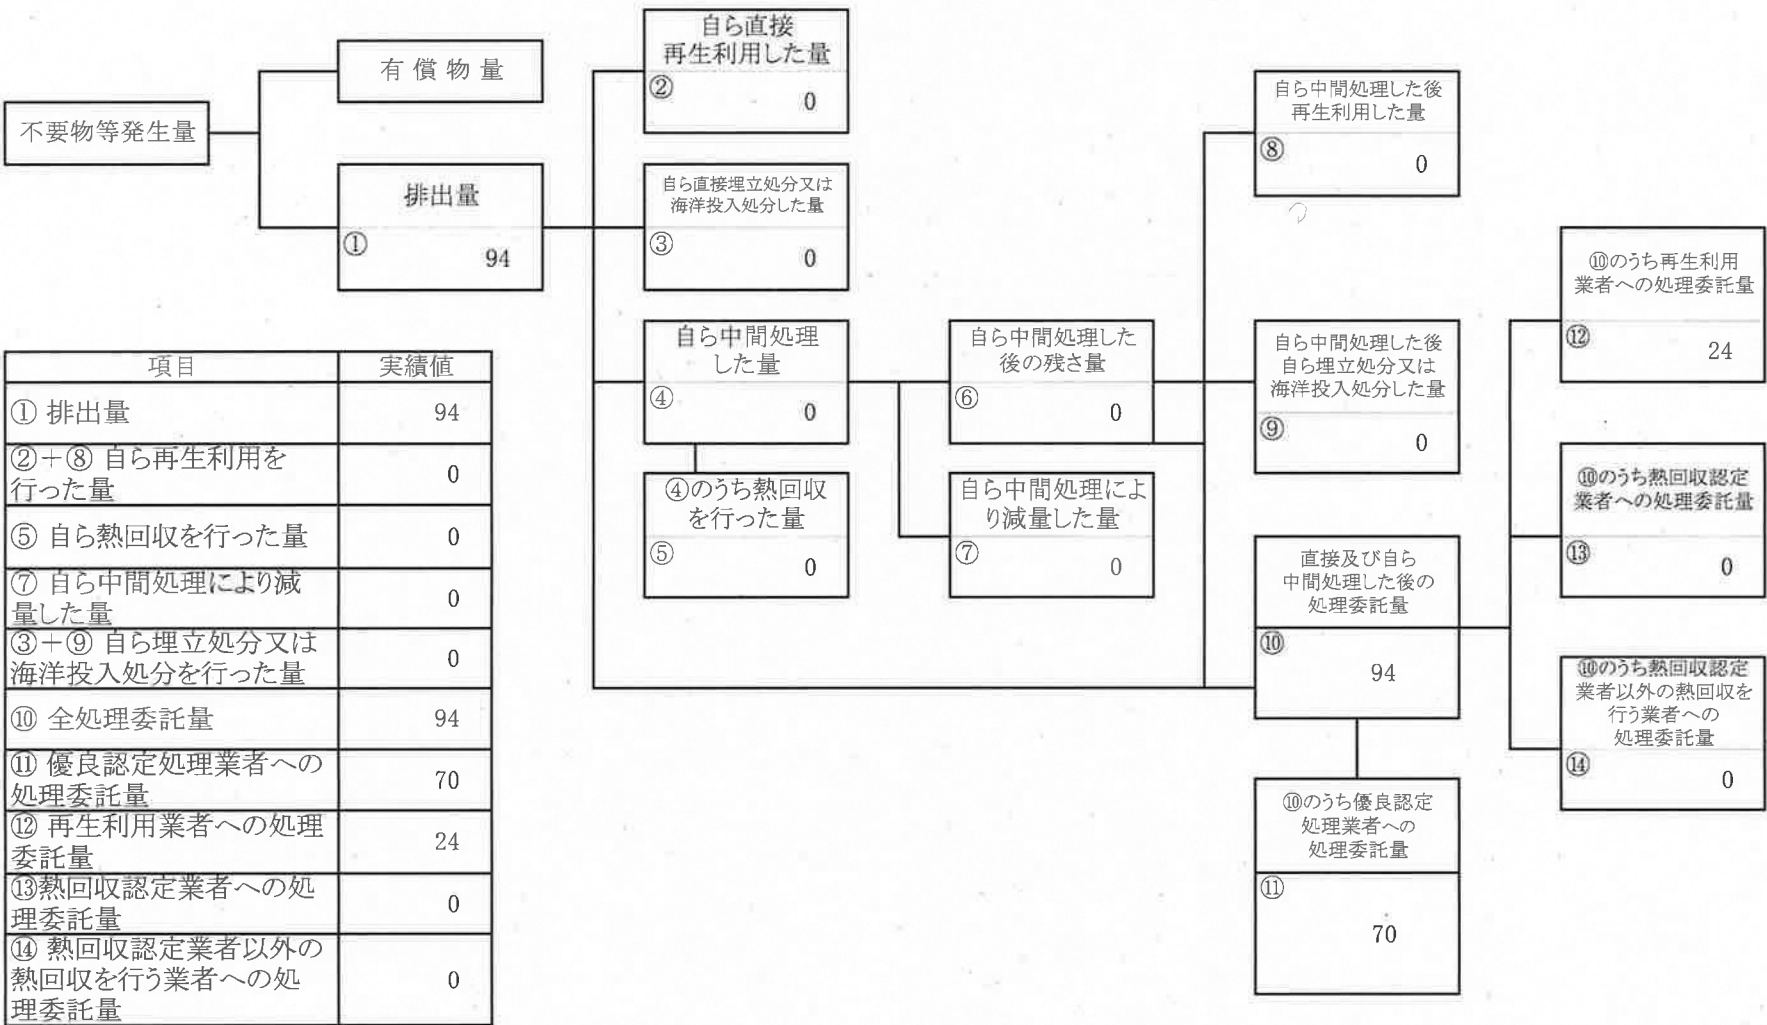 不要物等発生量
有 償 物 量
排出量
①
94
自ら直接
再生利用した量
②
0
自ら直接埋立処分又は
海洋投入処分した量
③
0
自ら中間処理
した量
④
0
④のうち熱回収
を行った量
⑤
0
自ら中間処理した
後の残さ量
⑥
0
自ら中間処理によ
り減量した量
⑦
0
自ら中間処理した後
再生利用した量
⑧
0
自ら中間処理した後
自ら埋立処分又は
海洋投入処分した量
⑨
0
直接及び自ら
中間処理した後の
処理委託量
⑩
94
⑩のうち優良認定
処理業者への
処理委託量
⑪
70
⑩のうち再生利用
業者への処理委託量
⑫
24
⑩のうち熱回収認定
業者への処理委託量
⑬
0
⑩のうち熱回収認定
業者以外の熱回収を
行う業者への
処理委託量
⑭
0
項目 実績値
① 排出量 94
②+⑧ 自ら再生利用を
行った量 0
⑤ 自ら熱回収を行った量 0
⑦ 自ら中間処理により減
量した量 0
③+⑨ 自ら埋立処分又は
海洋投入処分を行った量 0
⑩ 全処理委託量 94
⑪ 優良認定処理業者への
処理委託量 70
⑫ 再生利用業者への処理
委託量 24
⑬熱回収認定業者への処
理委託量 0
⑭ 熱回収認定業者以外の
熱回収を行う業者への処
理委託量 0